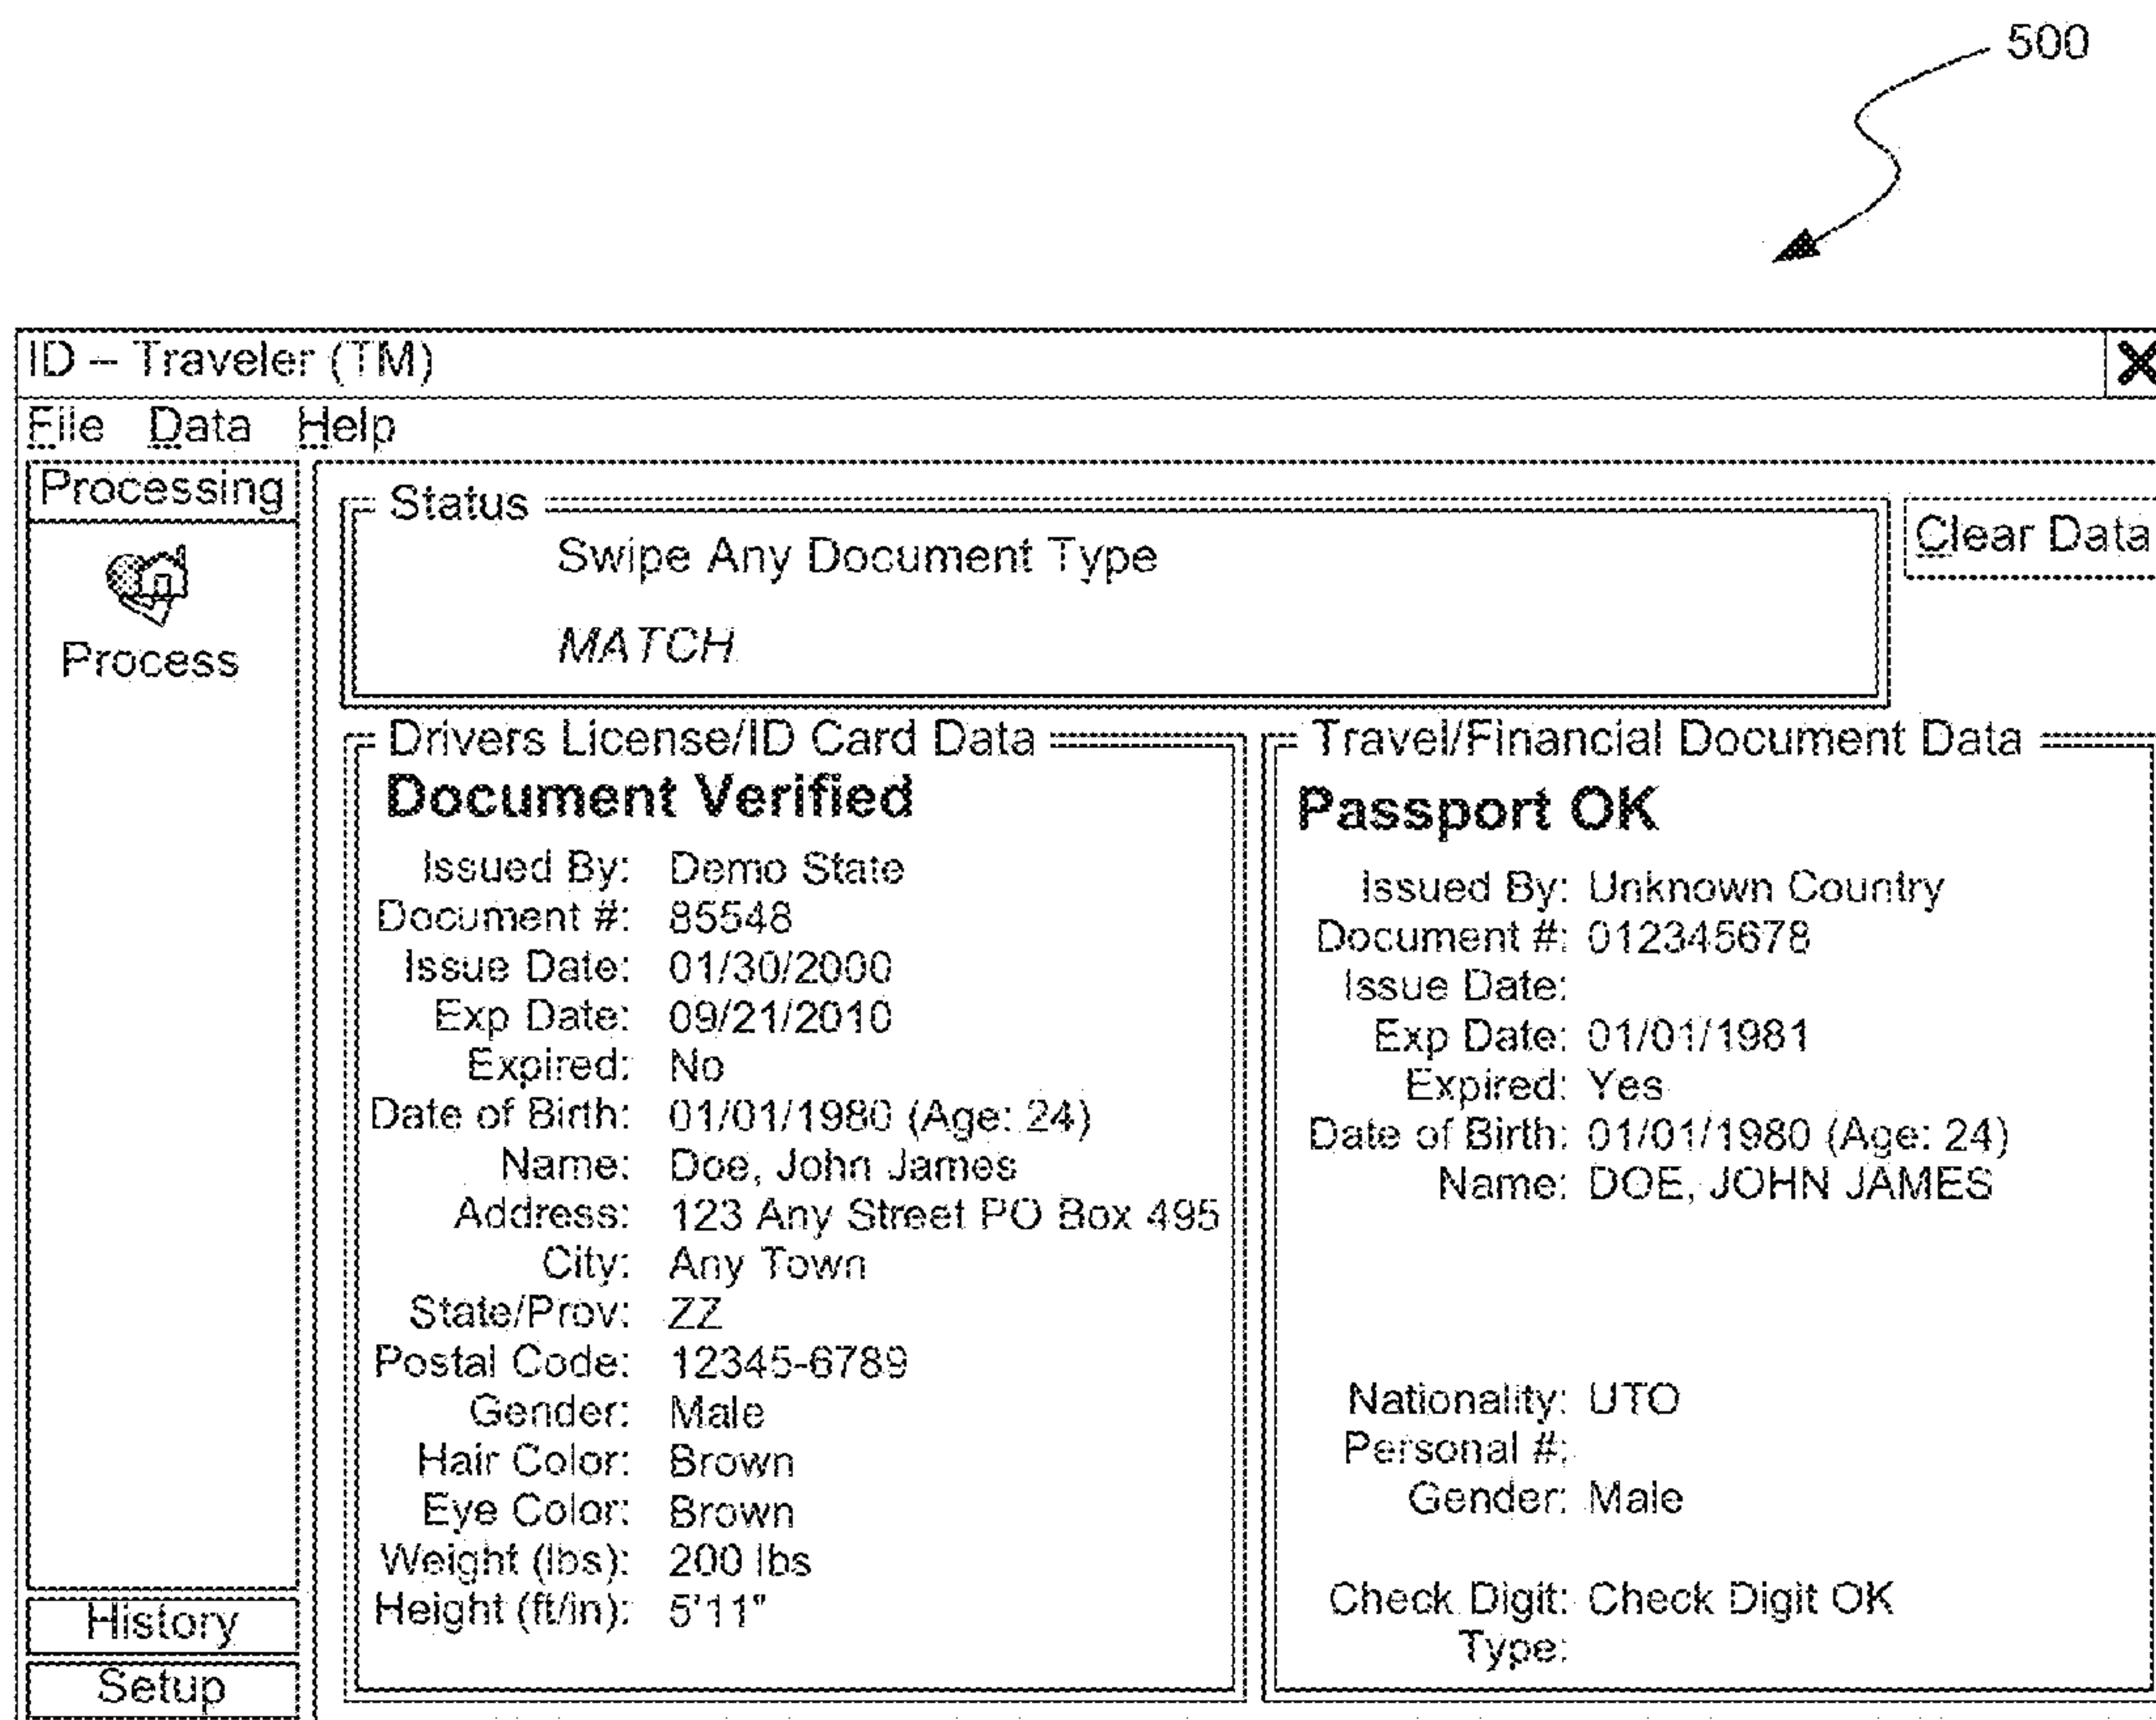 500
ID – Traveler (TM)
File Data Help
Processing
Process
History
Setup
Status
Swipe Any Document Type
MATCH
Clear Data
Drivers License/ID Card Data
Document Verified
Issued By: Demo State
Document #: 85548
Issue Date: 01/30/2000
Exp Date: 09/21/2010
Expired: No
Date of Birth: 01/01/1980 (Age: 24)
Name: Doe, John James
Address: 123 Any Street PO Box 495
City: Any Town
State/Prov: ZZ
Postal Code: 12345-6789
Gender: Male
Hair Color: Brown
Eye Color: Brown
Weight (lbs): 200 lbs
Height (ft/in): 5'11"
Travel/Financial Document Data
Passport OK
Issued By: Unknown Country
Document #: 012345678
Issue Date:
Exp Date: 01/01/1981
Expired: Yes
Date of Birth: 01/01/1980 (Age: 24)
Name: DOE, JOHN JAMES
Nationality: UTO
Personal #:
Gender: Male
Check Digit: Check Digit OK
Type: